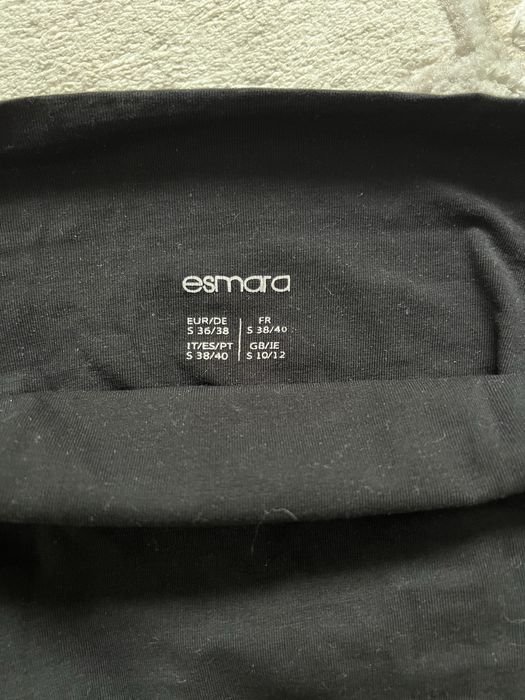 esmara
EUR/DE FR
S 36/38 S 38/40
IT/ES/PT GB/IE
S 38/40 S 10/12